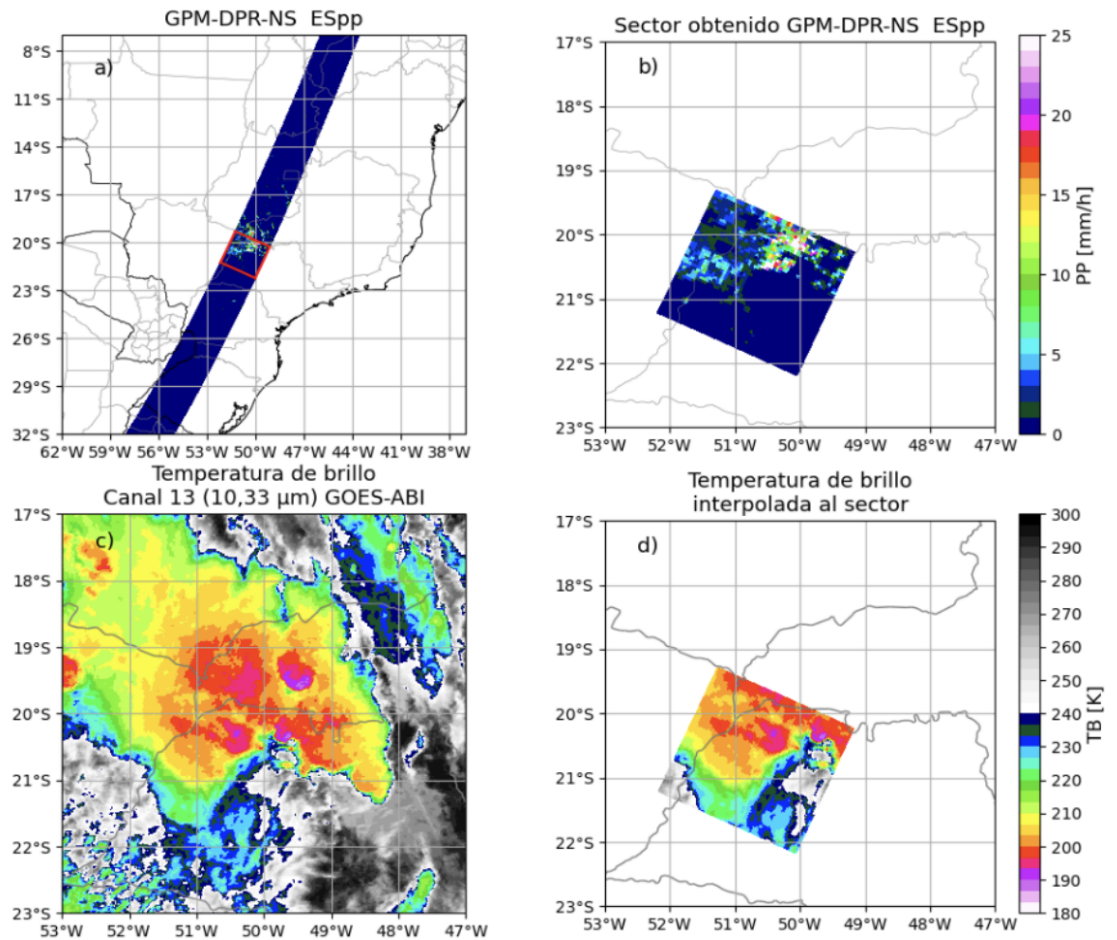 GPM-DPR-NS ESpp
a)
8°S
11°S
14°S
17°S
20°S
23°S
26°S
29°S
32°S
62°W 59°W 56°W 53°W 50°W 47°W 44°W 41°W 38°W
Sector obtenido GPM-DPR-NS ESpp
b)
17°S
18°S
19°S
20°S
21°S
22°S
23°S
53°W 52°W 51°W 50°W 49°W 48°W 47°W
25
20
15
10
5
0
PP [mm/h]
Temperatura de brillo
Canal 13 (10,33 μm) GOES-ABI
c)
17°S
18°S
19°S
20°S
21°S
22°S
23°S
53°W 52°W 51°W 50°W 49°W 48°W 47°W
Temperatura de brillo
interpolada al sector
d)
17°S
18°S
19°S
20°S
21°S
22°S
23°S
53°W 52°W 51°W 50°W 49°W 48°W 47°W
300
290
280
270
260
250
240
230
220
210
200
190
180
TB [K]